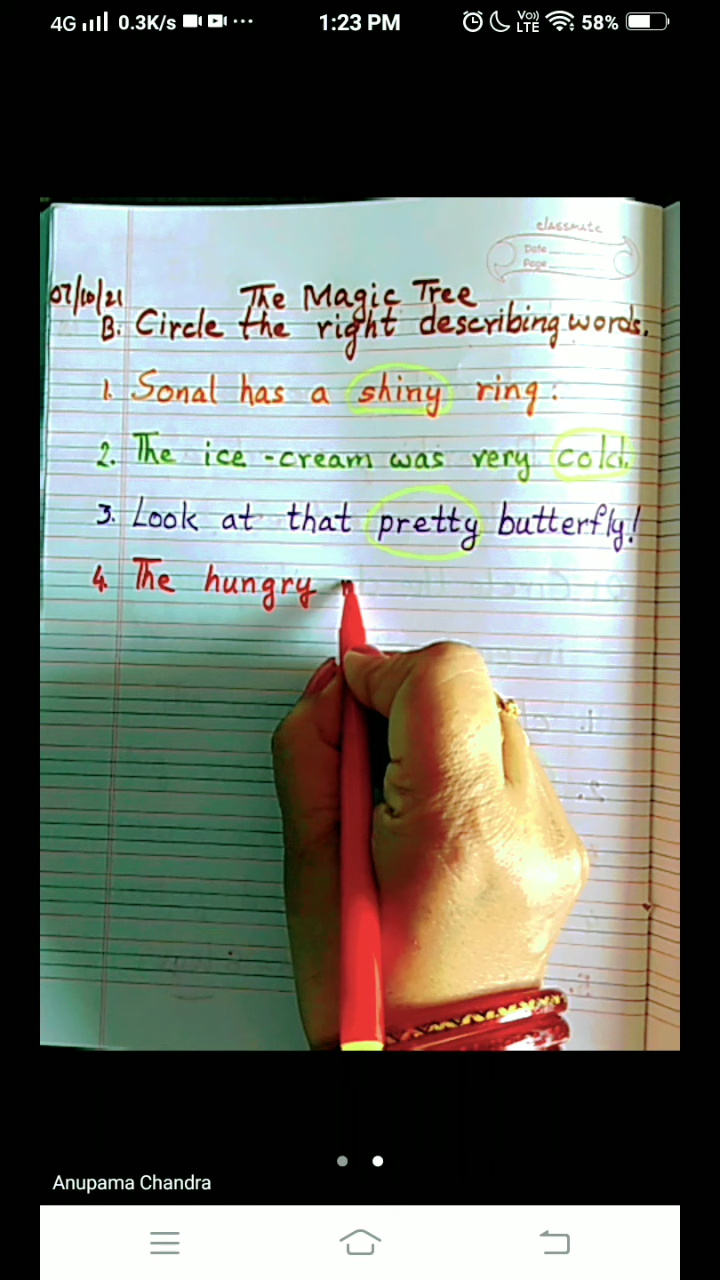 4G 0.3K/s ... 1:23 PM Vo) LTE 58%
classmate
Date
Page
07/10/21 The Magic Tree
B. Circle the right describing words.
1. Sonal has a shiny ring.
2. The ice-cream was very cold.
3. Look at that pretty butterfly!
4. The hungry
Anupama Chandra